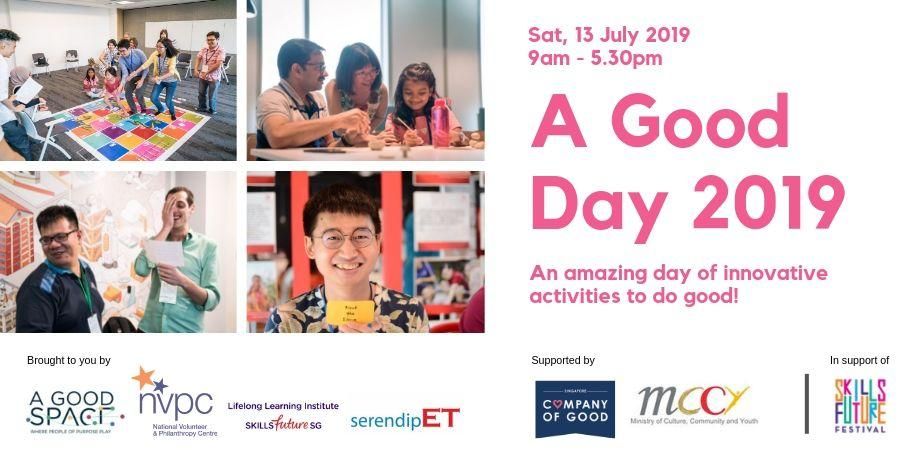 Sat, 13 July 2019
9am - 5.30pm
A Good
Day 2019
An amazing day of innovative
activities to do good!
Brought to you by
A GOOD
SPACE
WHERE PEOPLE OF PURPOSE PLAY
nvpc
National Volunteer
& Philanthropy Centre
Lifelong Learning Institute
SKILLSfuture SG
serendipET
Supported by
SINGAPORE
COMPANY
OF GOOD
mccy
Ministry of Culture, Community and Youth
In support of
SKILLS
FUTURE
FESTIVAL